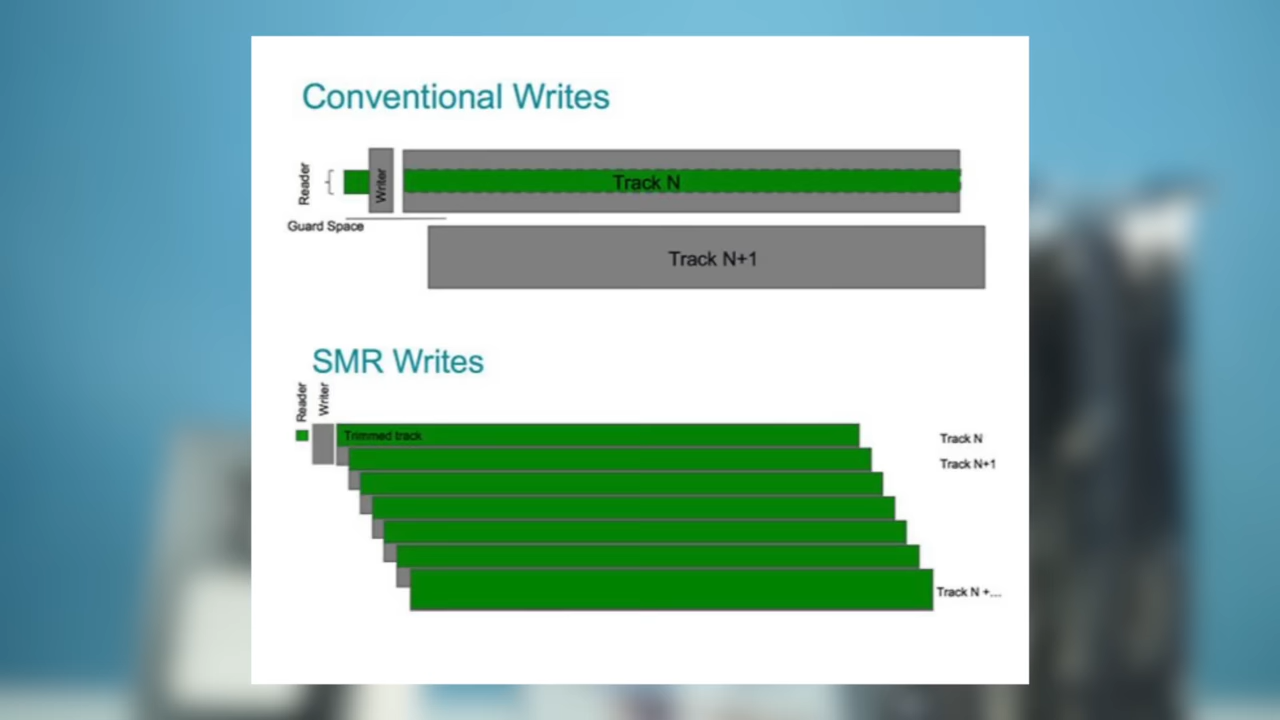 Conventional Writes
Reader
Writer
Track N
Guard Space
Track N+1
SMR Writes
Reader
Writer
Trimmed track
Track N
Track N+1
Track N +...